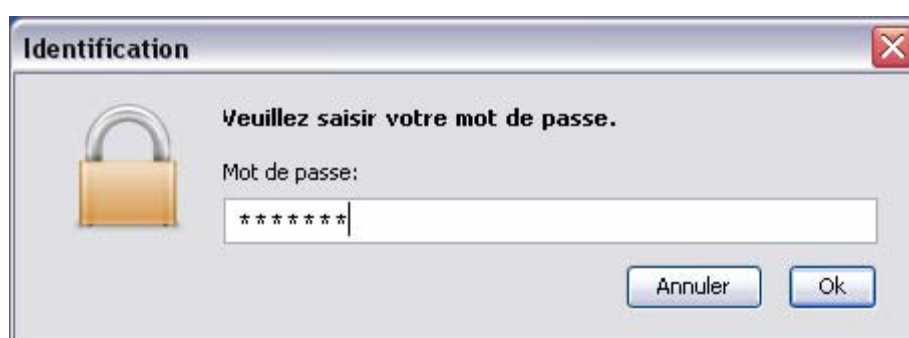 Identification
Veuillez saisir votre mot de passe.
Mot de passe:
*******
Annuler Ok